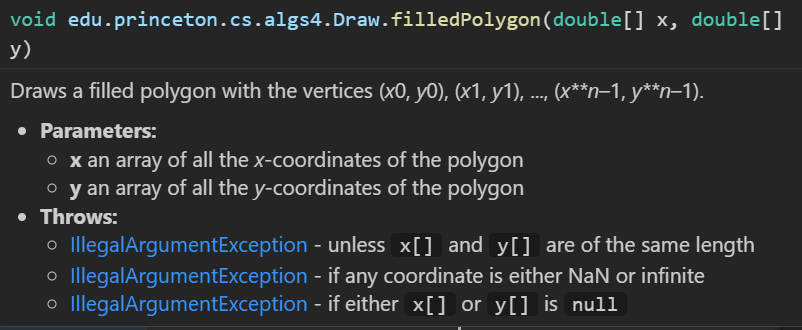 void edu.princeton.cs.algs4.Draw.filledPolygon(double[] x, double[]
y)
Draws a filled polygon with the vertices (x0, y0), (x1, y1), ..., (x**n–1, y**n–1).
• Parameters:
○ x an array of all the x-coordinates of the polygon
○ y an array of all the y-coordinates of the polygon
• Throws:
○ IllegalArgumentException - unless x[] and y[] are of the same length
○ IllegalArgumentException - if any coordinate is either NaN or infinite
○ IllegalArgumentException - if either x[] or y[] is null